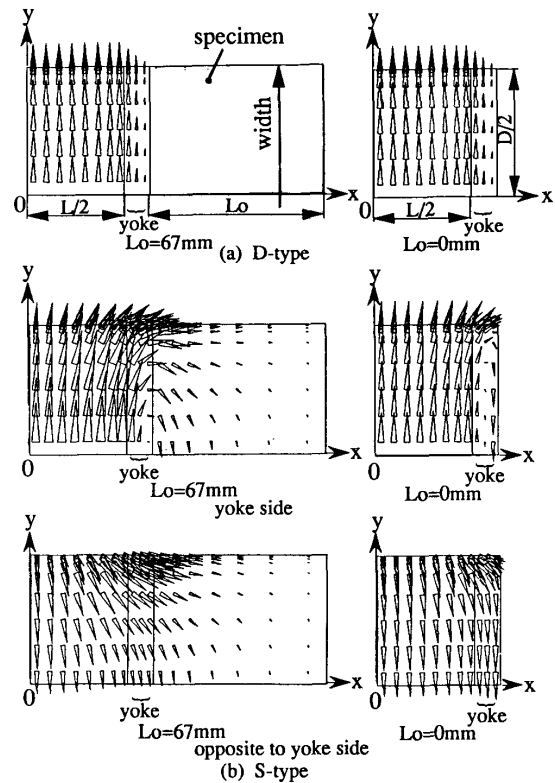 y
specimen
y
width
D/2
0
L/2
Lo
x
0
L/2
x
yoke
yoke
Lo=67mm
Lo=0mm
(a) D-type
y
y
0
x
0
x
yoke
yoke
Lo=67mm
Lo=0mm
yoke side
y
y
0
x
0
x
yoke
yoke
Lo=67mm
Lo=0mm
opposite to yoke side
(b) S-type